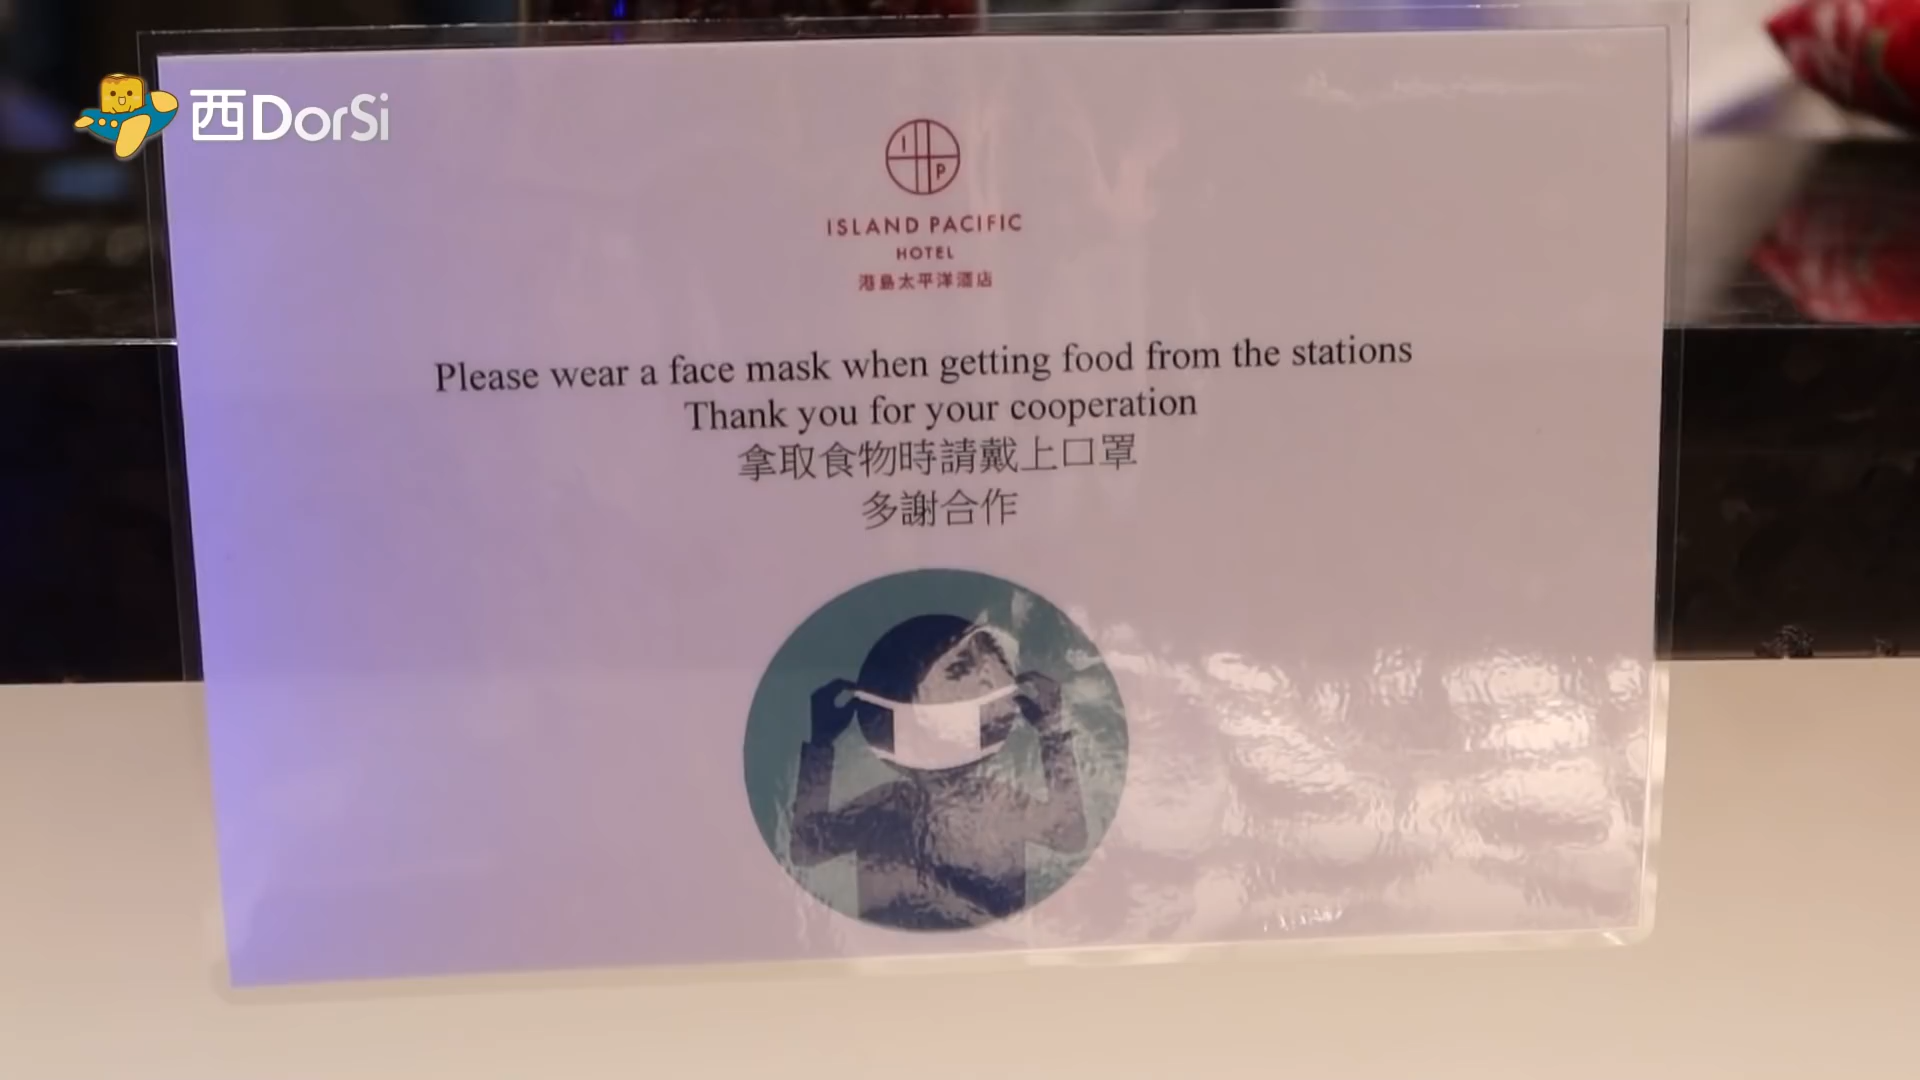 西DorSi
I P
ISLAND PACIFIC
HOTEL
港島太平洋酒店
Please wear a face mask when getting food from the stations
Thank you for your cooperation
拿取食物時請戴上口罩
多謝合作